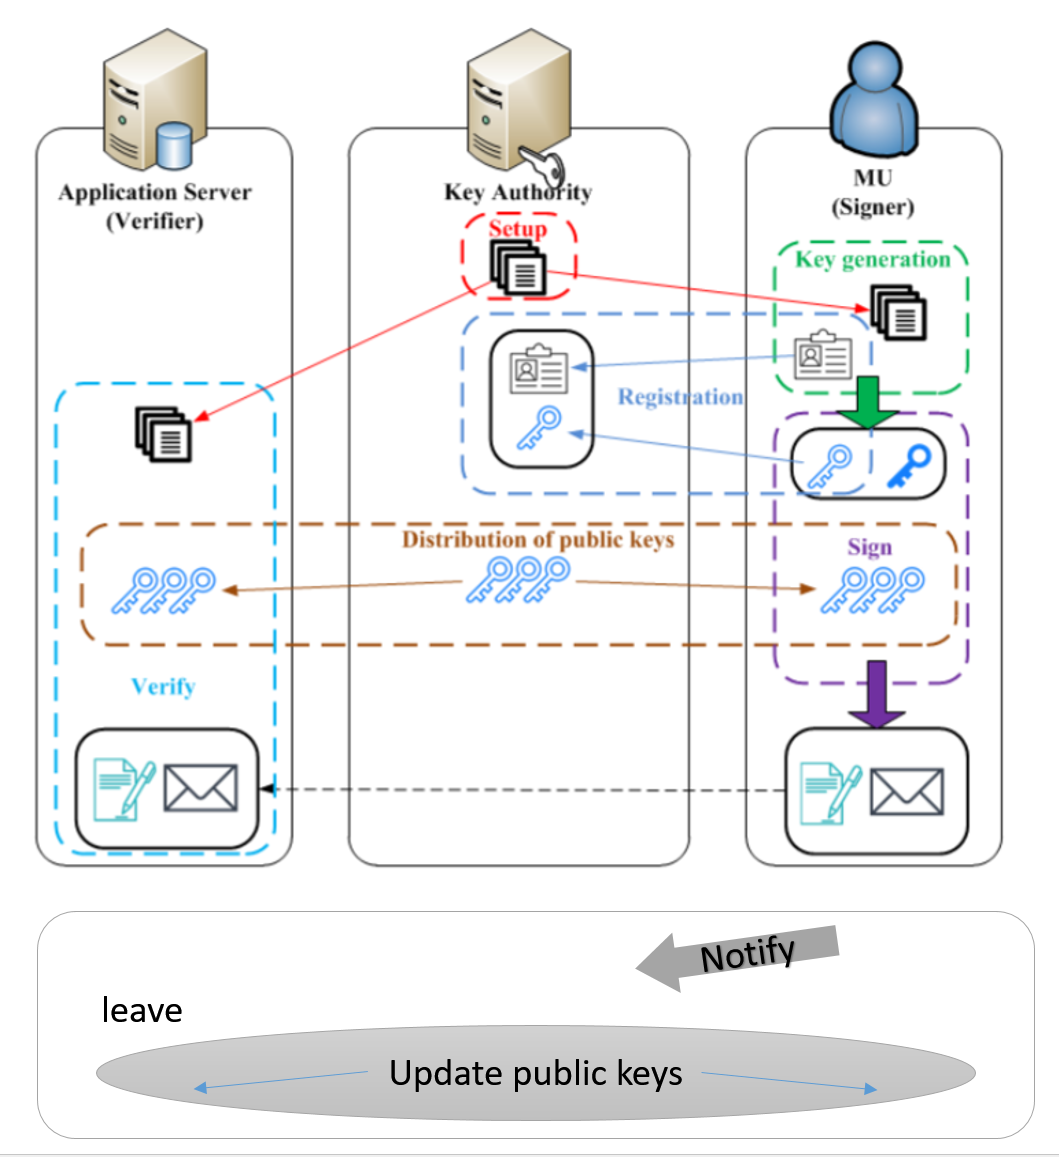 Application Server
(Verifier)
Key Authority
MU
(Signer)
Setup
Key generation
Registration
Distribution of public keys
Sign
Verify
Notify
leave
Update public keys